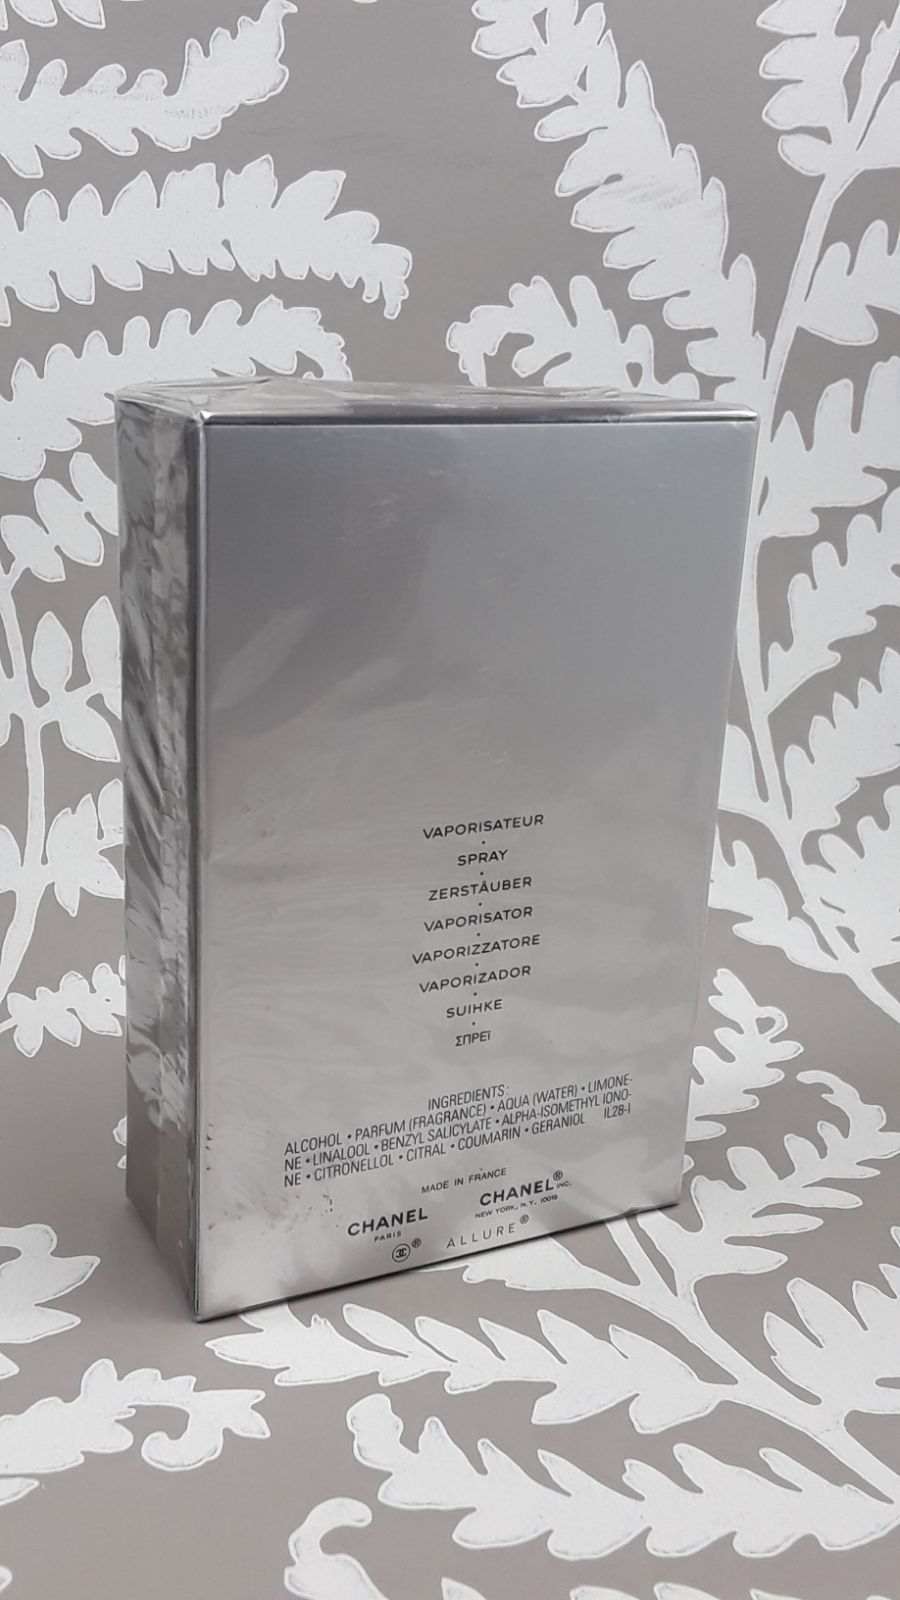 VAPORISATEUR
•
SPRAY
•
ZERSTÄUBER
•
VAPORISATOR
•
VAPORIZZATORE
•
VAPORIZADOR
•
SUIHKE
•
ΣΠΡΕΪ
INGREDIENTS:
ALCOHOL • PARFUM (FRAGRANCE) • AQUA (WATER) • LIMONE-
NE • LINALOOL • BENZYL SALICYLATE • ALPHA-ISOMETHYL IONO-
NE • CITRONELLOL • CITRAL • COUMARIN • GERANIOL IL28-I
MADE IN FRANCE
CHANEL CHANEL® INC.
PARIS NEW YORK, N.Y. 10019
® ALLURE®